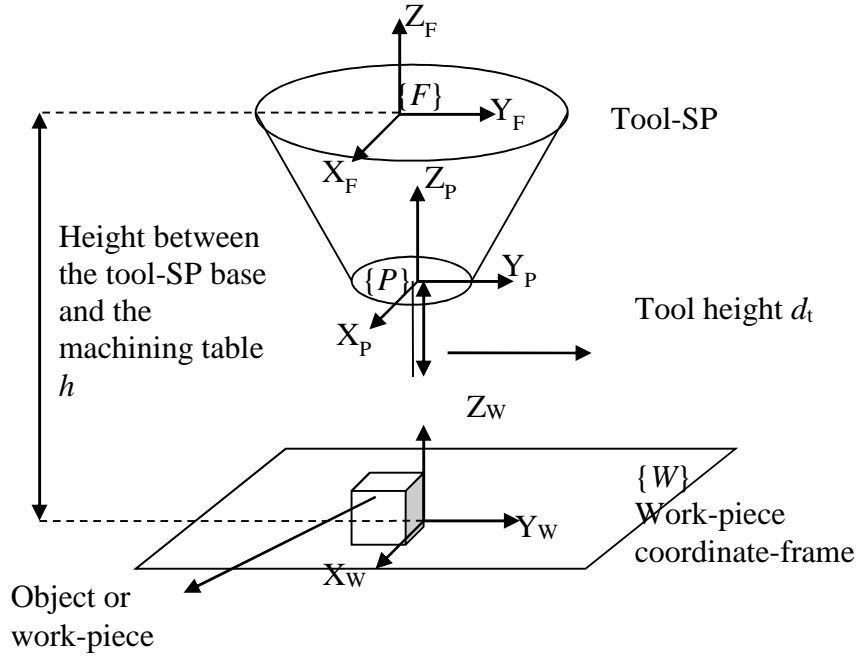 Z_F
{F}
Y_F
Tool-SP
X_F
Z_P
Height between
the tool-SP base
and the
machining table
h
{P}
Y_P
Tool height d_t
X_P
Z_W
{W}
Work-piece
coordinate-frame
Y_W
X_W
Object or
work-piece